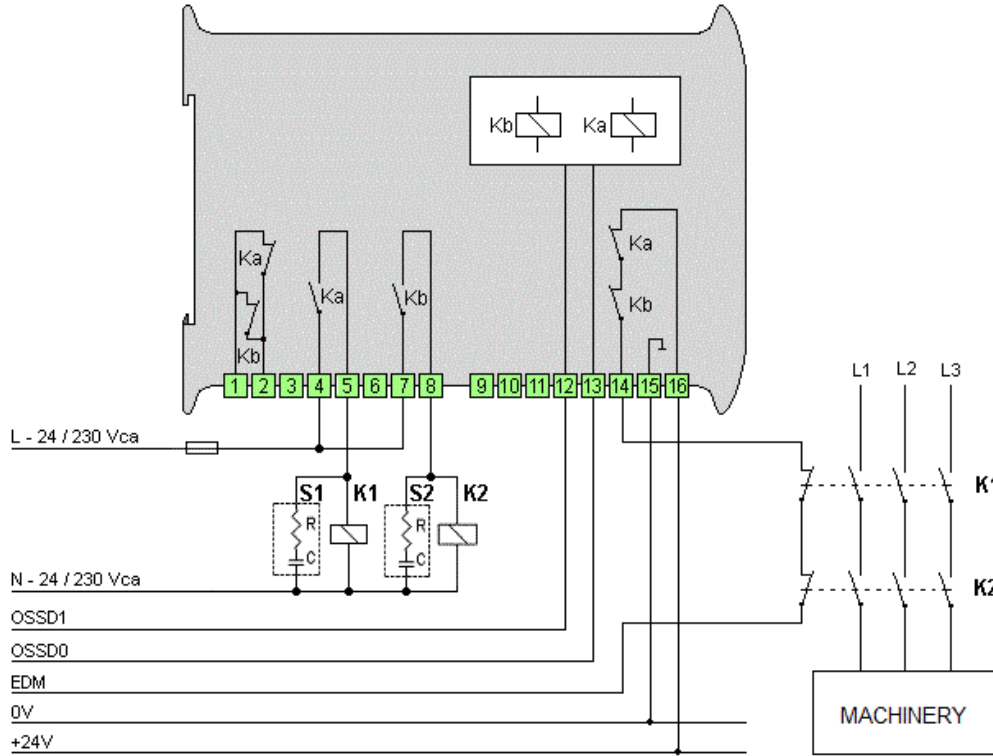 Kb
Ka
Ka
Kb
Ka
Kb
Ka
Kb
1 2 3 4 5 6 7 8 9 10 11 12 13 14 15 16
L1 L2 L3
L - 24 / 230 Vca
S1 K1 S2 K2
R
C
R
C
K1
N - 24 / 230 Vca
K2
OSSD1
OSSD0
EDM
0V
+24V
MACHINERY